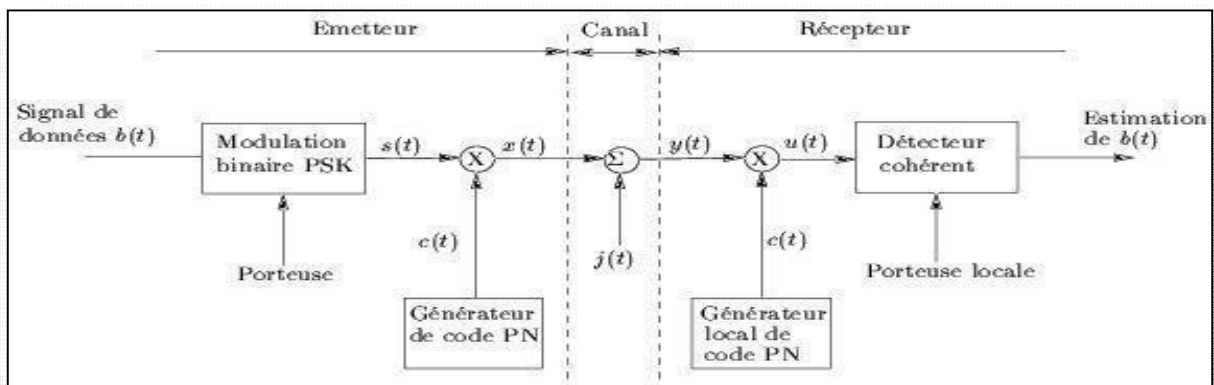 Emetteur
Canal
Récepteur
Signal de
données b(t)
Modulation
binaire PSK
s(t)
X
x(t)
Σ
y(t)
X
u(t)
Détecteur
cohérent
Estimation
de b(t)
c(t)
j(t)
c(t)
Porteuse
Porteuse locale
Générateur
de code PN
Générateur
local de
code PN